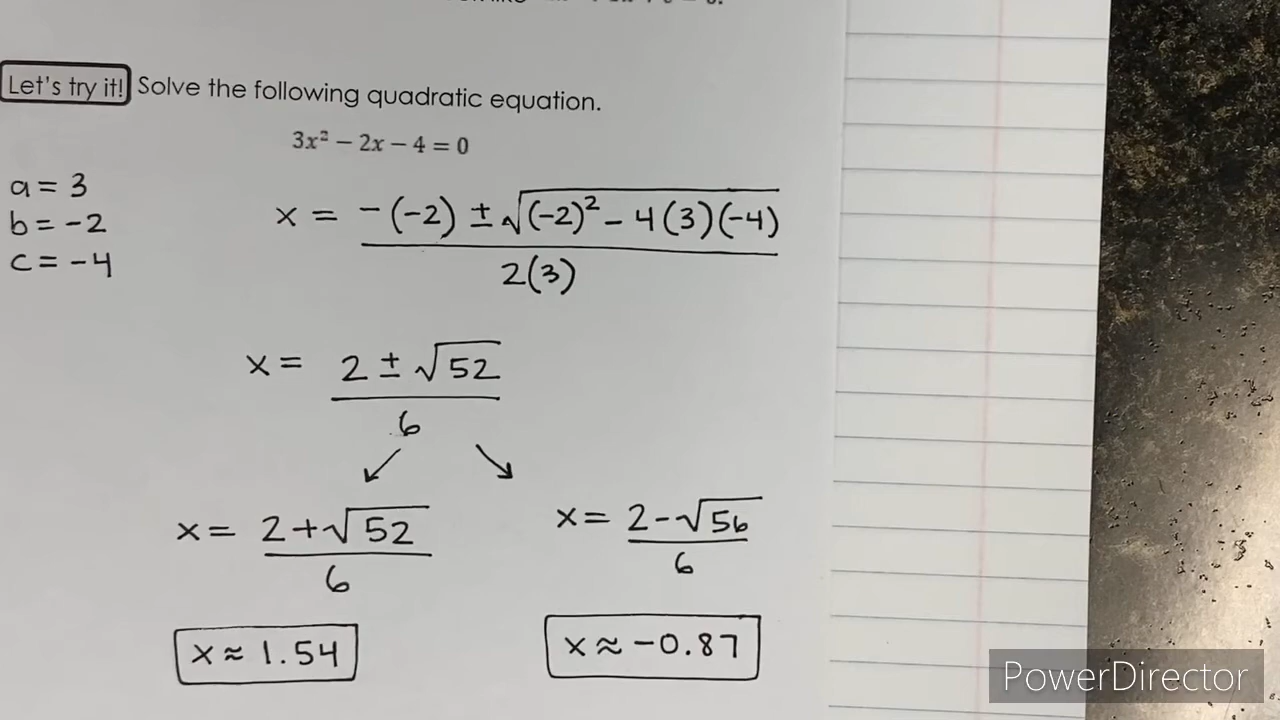 Let's try it! Solve the following quadratic equation.
3x² − 2x − 4 = 0
a = 3
b = -2
c = -4
x = -(-2) ± √(-2)² - 4(3)(-4)
2(3)
x = 2 ± √52
6
x = 2+√52
6
x = 2-√56
6
x ≈ 1.54
x ≈ -0.87
PowerDirector